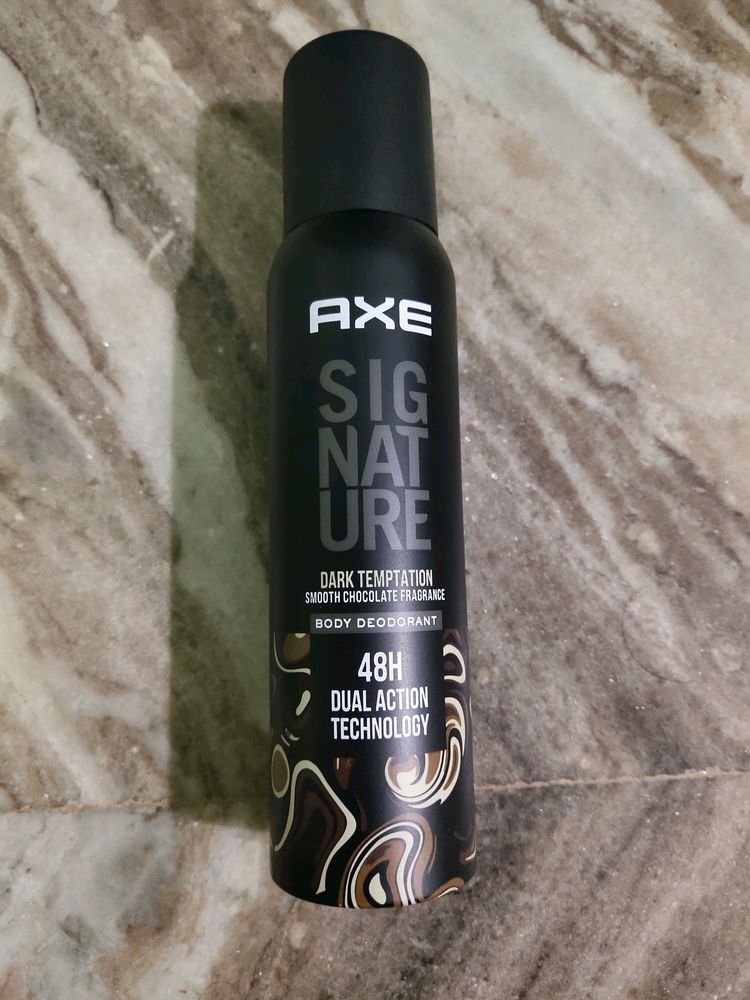 AXE
SIG
NAT
URE
DARK TEMPTATION
SMOOTH CHOCOLATE FRAGRANCE
BODY DEODORANT
48H
DUAL ACTION
TECHNOLOGY